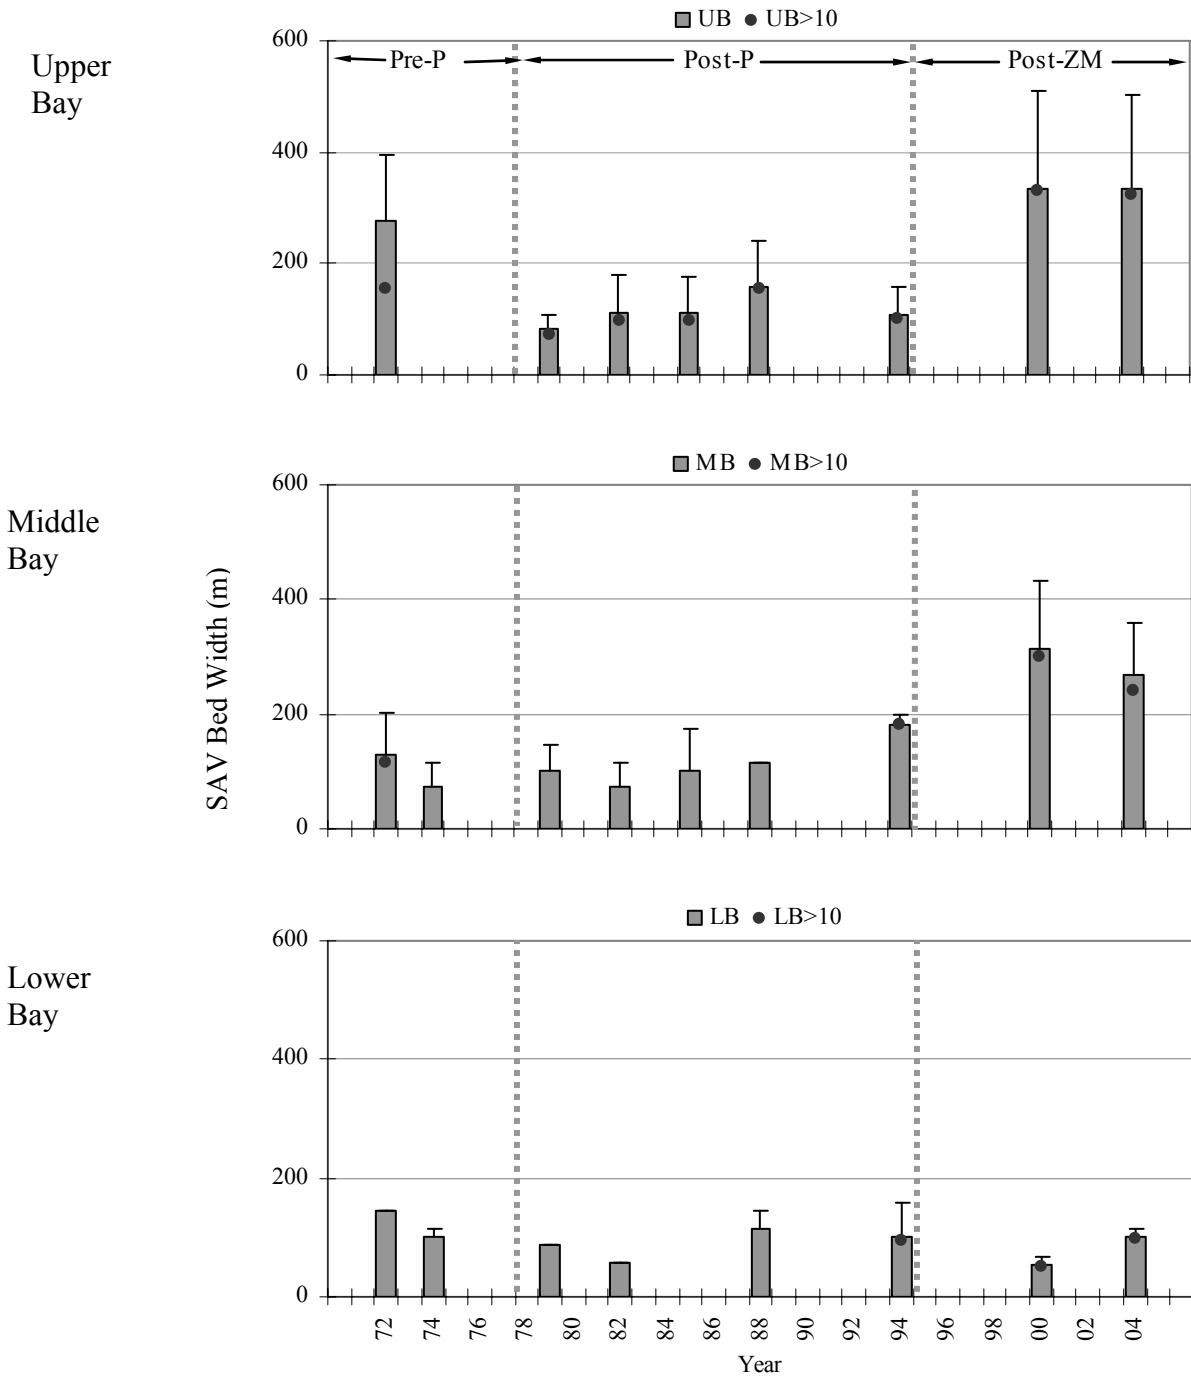 UB UB>10
Upper
Bay
Pre-P Post-P Post-ZM
600
400
200
0
MB MB>10
Middle
Bay
600
400
200
0
SAV Bed Width (m)
LB LB>10
Lower
Bay
600
400
200
0
72 74 76 78 80 82 84 86 88 90 92 94 96 98 00 02 04
Year